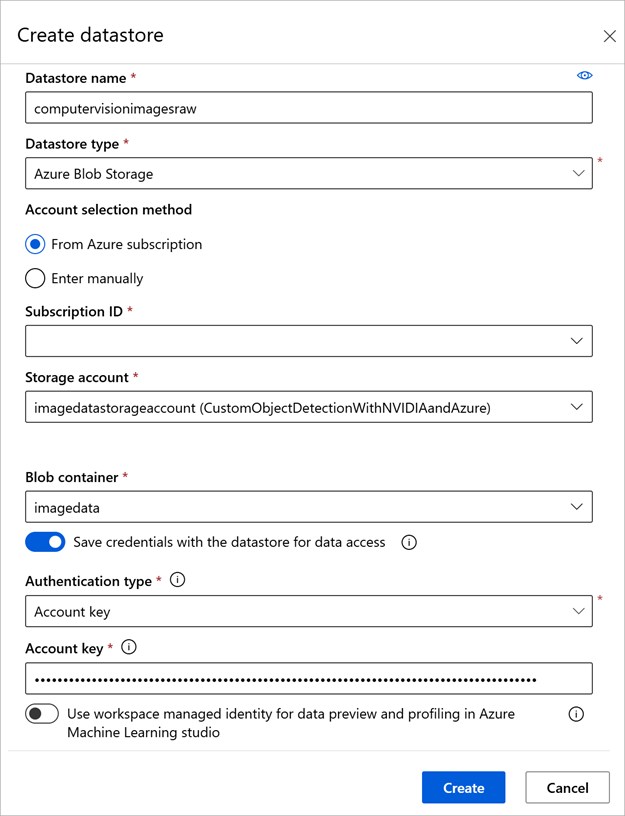 Create datastore
Datastore name *
computervisionimagesraw
Datastore type *
Azure Blob Storage
*
Account selection method
From Azure subscription
Enter manually
Subscription ID *
Storage account *
imagedatastorageaccount (CustomObjectDetectionWithNVIDIAandAzure)
Blob container *
imagedata
Save credentials with the datastore for data access
Authentication type *
Account key
*
Account key *
Use workspace managed identity for data preview and profiling in Azure
Machine Learning studio
Create
Cancel